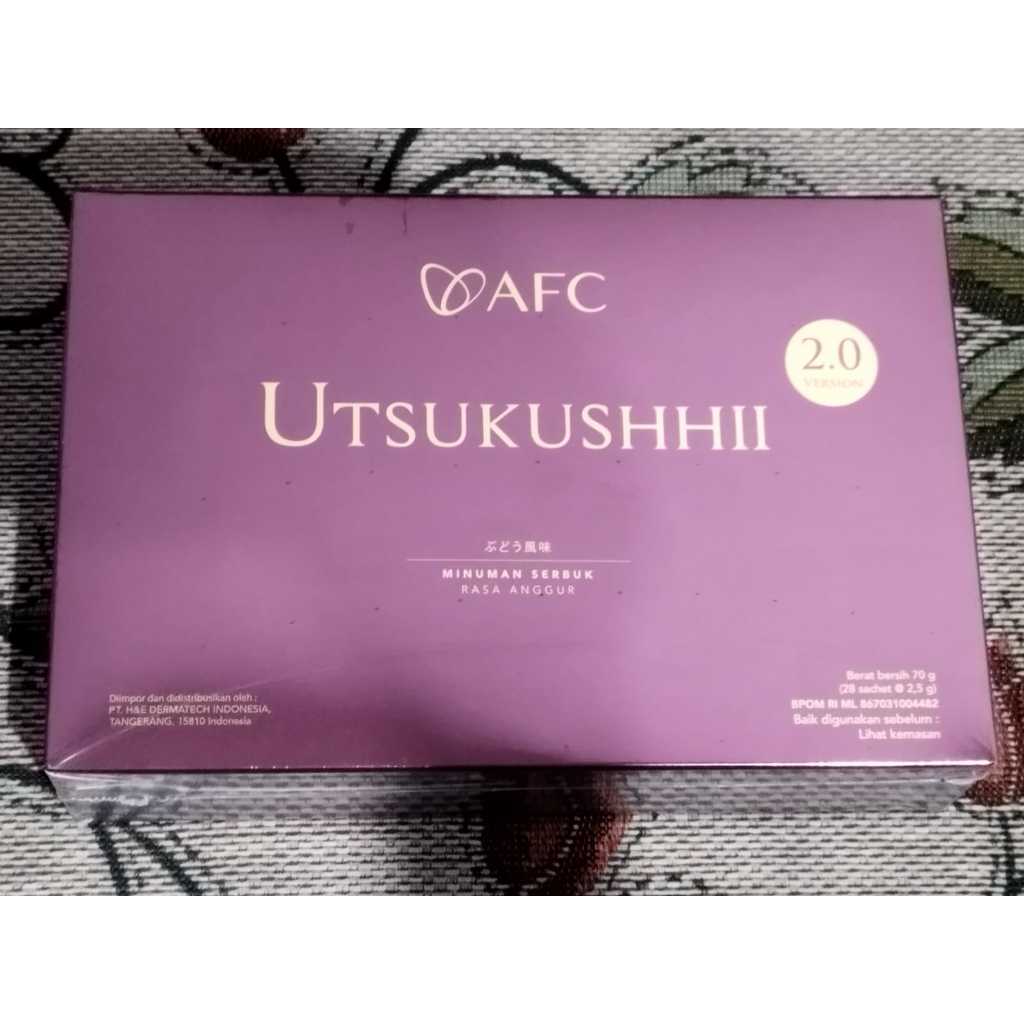 AFC
2.0
VERSION
UTSUKUSHHII
ぶどう風味
MINUMAN SERBUK
RASA ANGGUR
Diimpor dan didistribusikan oleh :
PT. H&E DERMATECH INDONESIA,
TANGERANG, 15810 Indonesia
Berat bersih 70 g
(28 sachet @ 2,5 g)
BPOM RI ML 867031004482
Baik digunakan sebelum :
Lihat kemasan